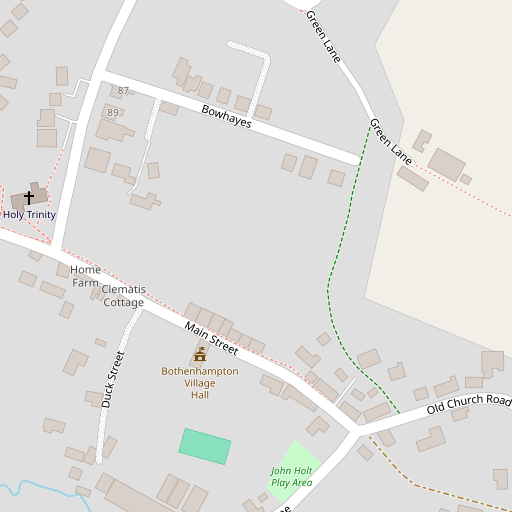 Green Lane
87
89
Bowhayes
Green Lane
Holy Trinity
Home
Farm
Clematis
Cottage
Main Street
Bothenhampton
Village
Hall
Duck Street
Old Church Road
John Holt
Play Area